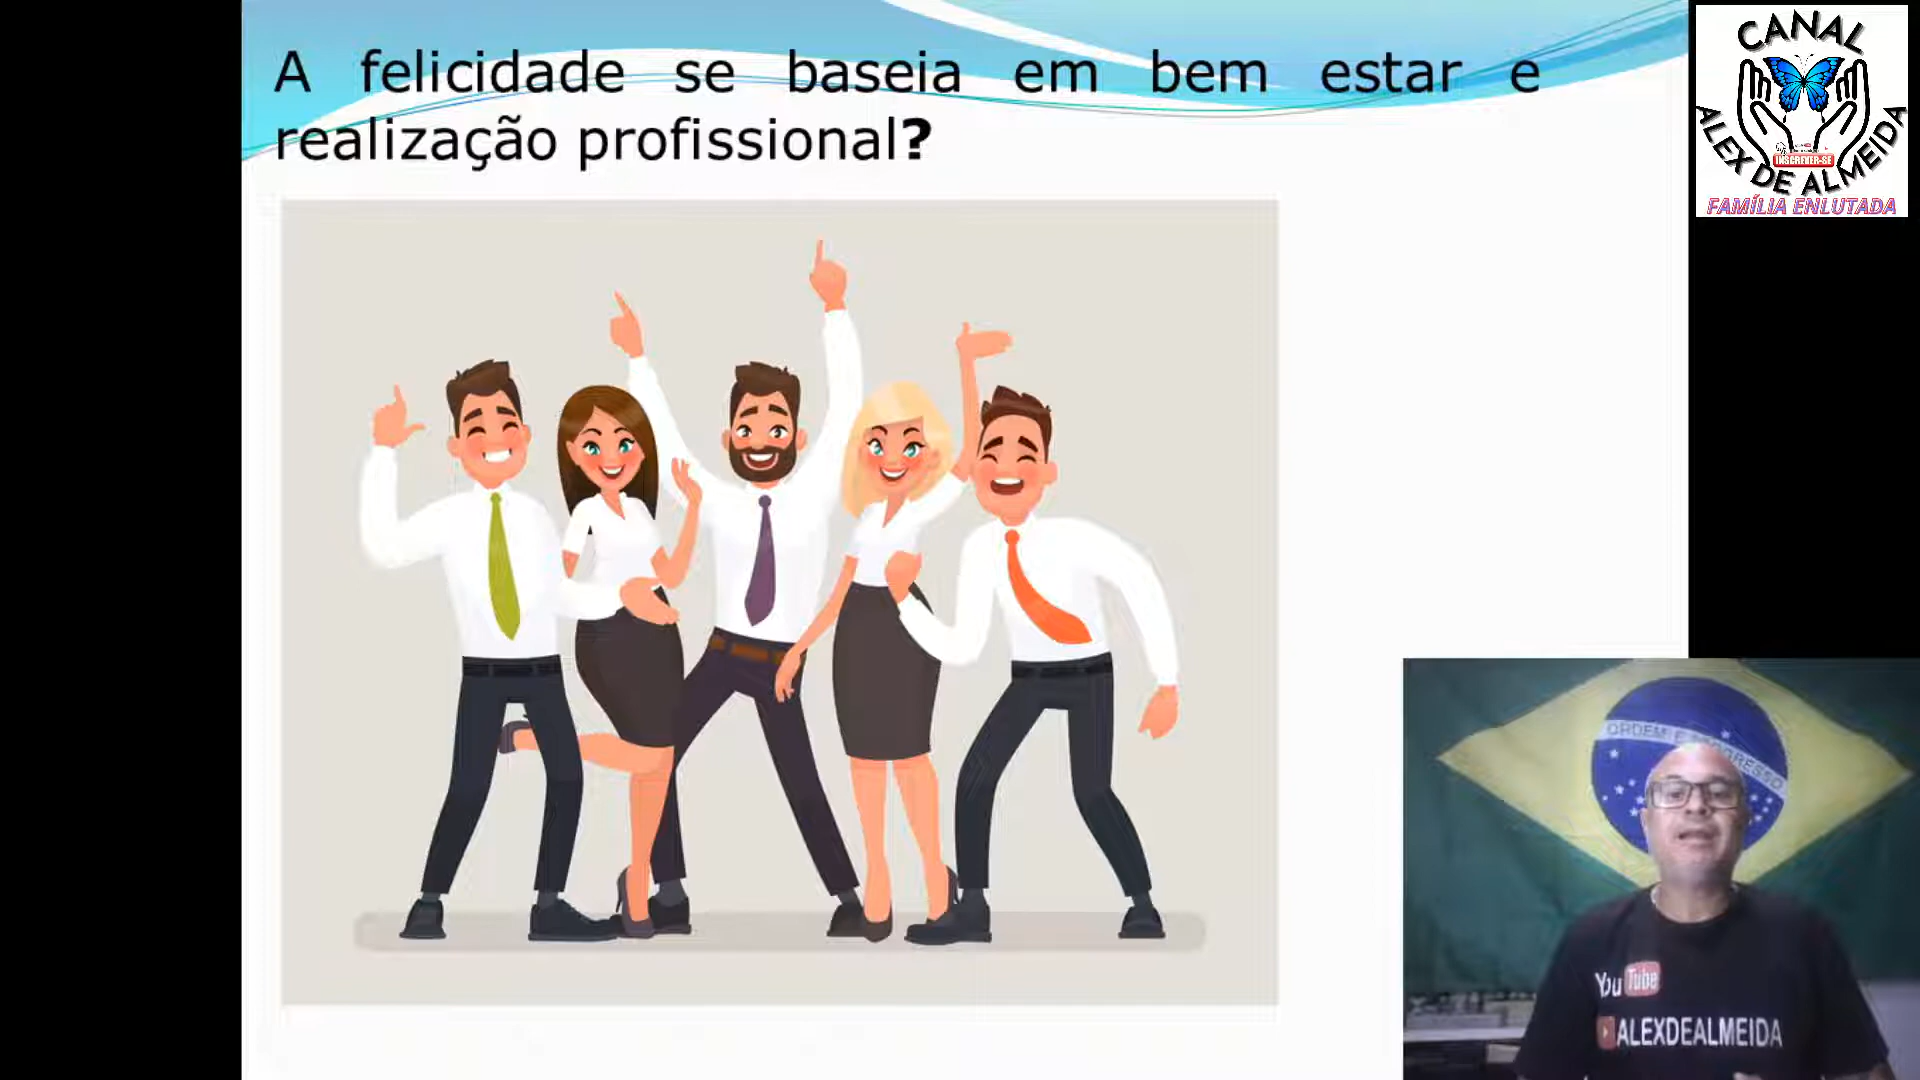 A felicidade se baseia em bem estar e
realização profissional?
CANAL
ALEX DE ALMEIDA
INSCREVER-SE
FAMÍLIA ENLUTADA
ORDEM E PROGRESSO
YouTube
ALEXDEALMEIDA